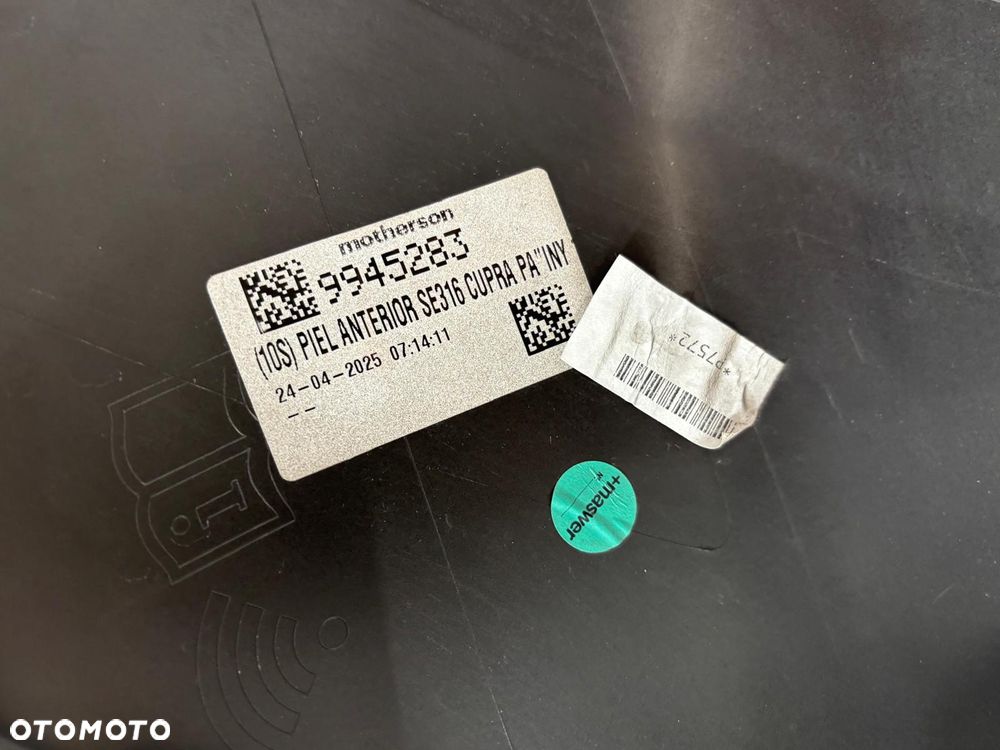 motherson
9945283
(10S) PIEL ANTERIOR SE316 CUPRA PA"INY
24-04-2025 07:14:11
--
*P7572*
+maswer
OTOMOTO